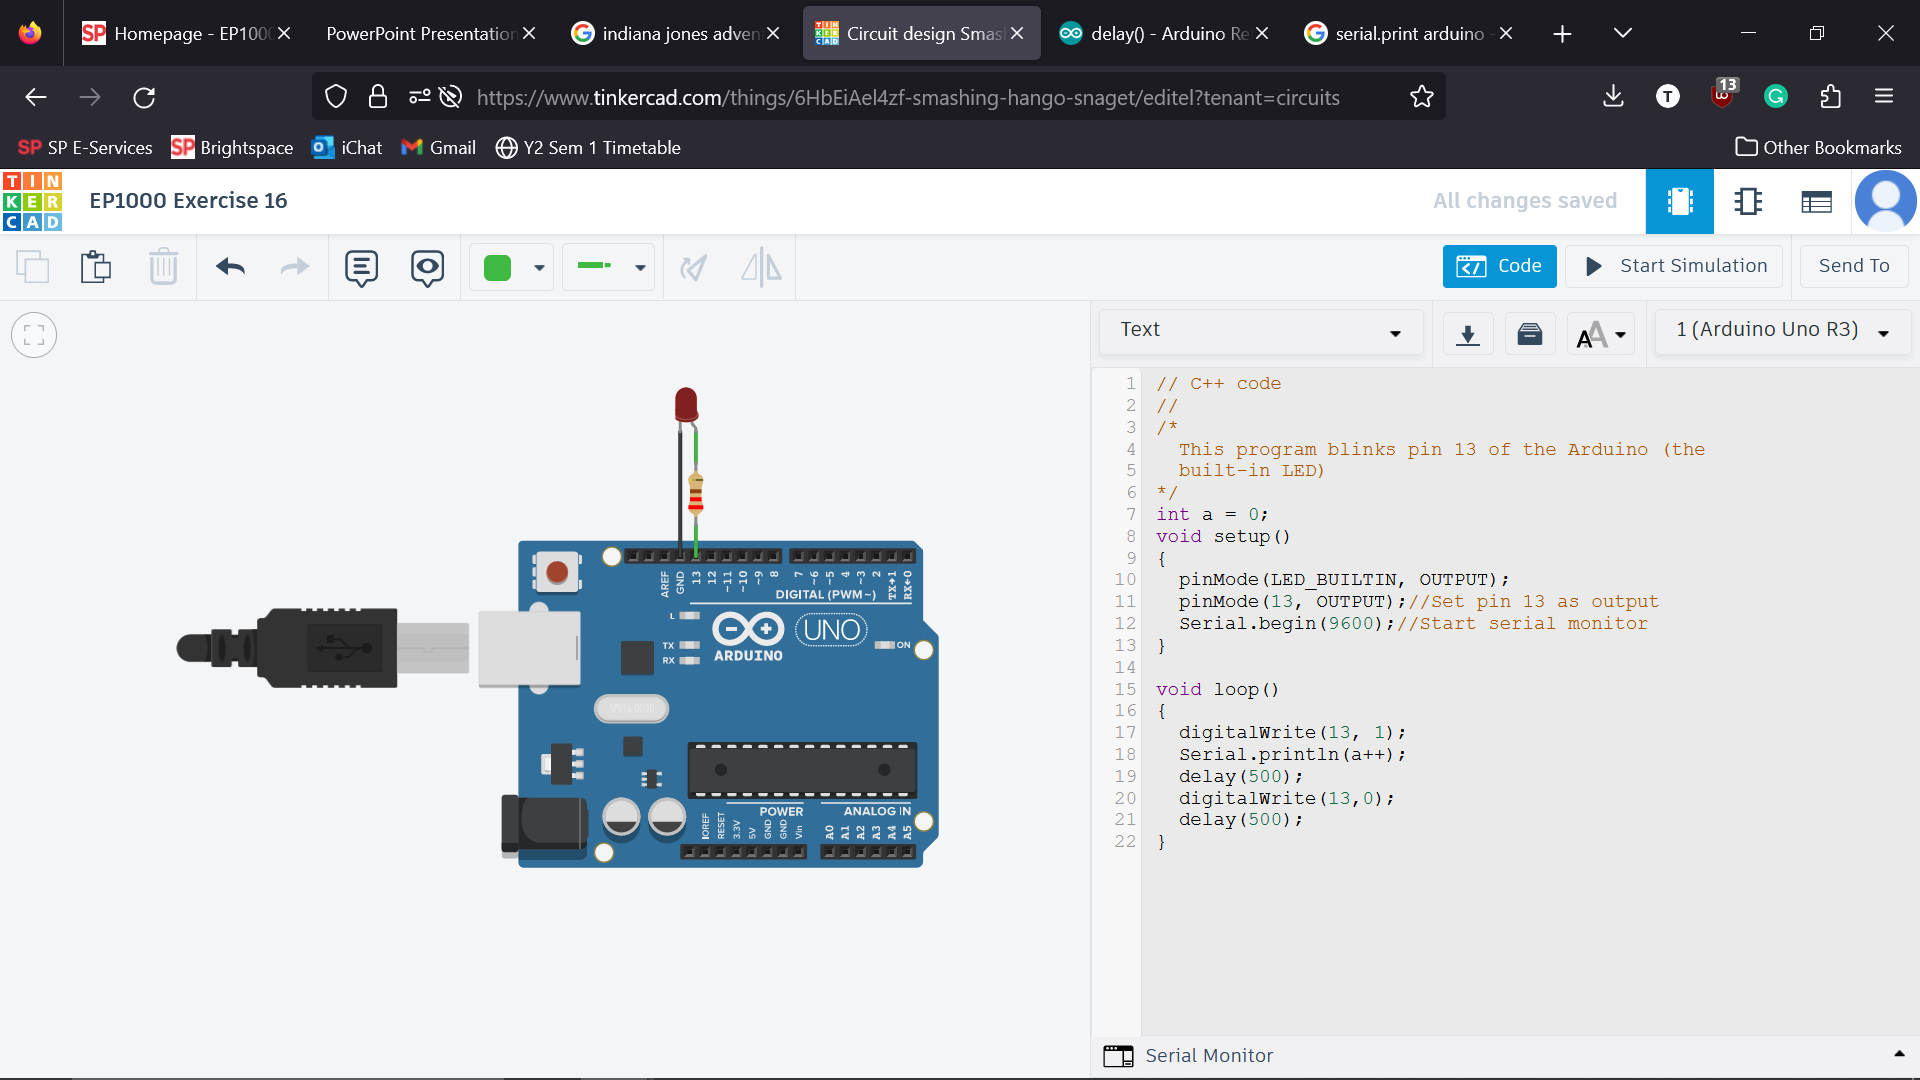 SP Homepage - EP100
PowerPoint Presentation
indiana jones adven
Circuit design Smas
delay() - Arduino Re
serial.print arduino -
https://www.tinkercad.com/things/6HbEiAel4zf-smashing-hango-snaget/editel?tenant=circuits
T
13
G
SP SP E-Services
SP Brightspace
iChat
Gmail
Y2 Sem 1 Timetable
Other Bookmarks
TIN
KER
CAD
EP1000 Exercise 16
All changes saved
Code
Start Simulation
Send To
Text
AA
1 (Arduino Uno R3)
1 // C++ code
2 //
3 /*
4 This program blinks pin 13 of the Arduino (the
5 built-in LED)
6 */
7 int a = 0;
8 void setup()
9 {
10 pinMode(LED_BUILTIN, OUTPUT);
11 pinMode(13, OUTPUT);//Set pin 13 as output
12 Serial.begin(9600);//Start serial monitor
13 }
14
15 void loop()
16 {
17 digitalWrite(13, 1);
18 Serial.println(a++);
19 delay(500);
20 digitalWrite(13,0);
21 delay(500);
22 }
AREF
GND
13
12
~11
~10
~9
8
7
~6
~5
4
~3
2
TX→1
RX←0
DIGITAL (PWM~)
L
TX
RX
ARDUINO
UNO
ON
POWER
ANALOG IN
IOREF
RESET
3.3V
5V
GND
GND
Vin
A0
A1
A2
A3
A4
A5
Serial Monitor